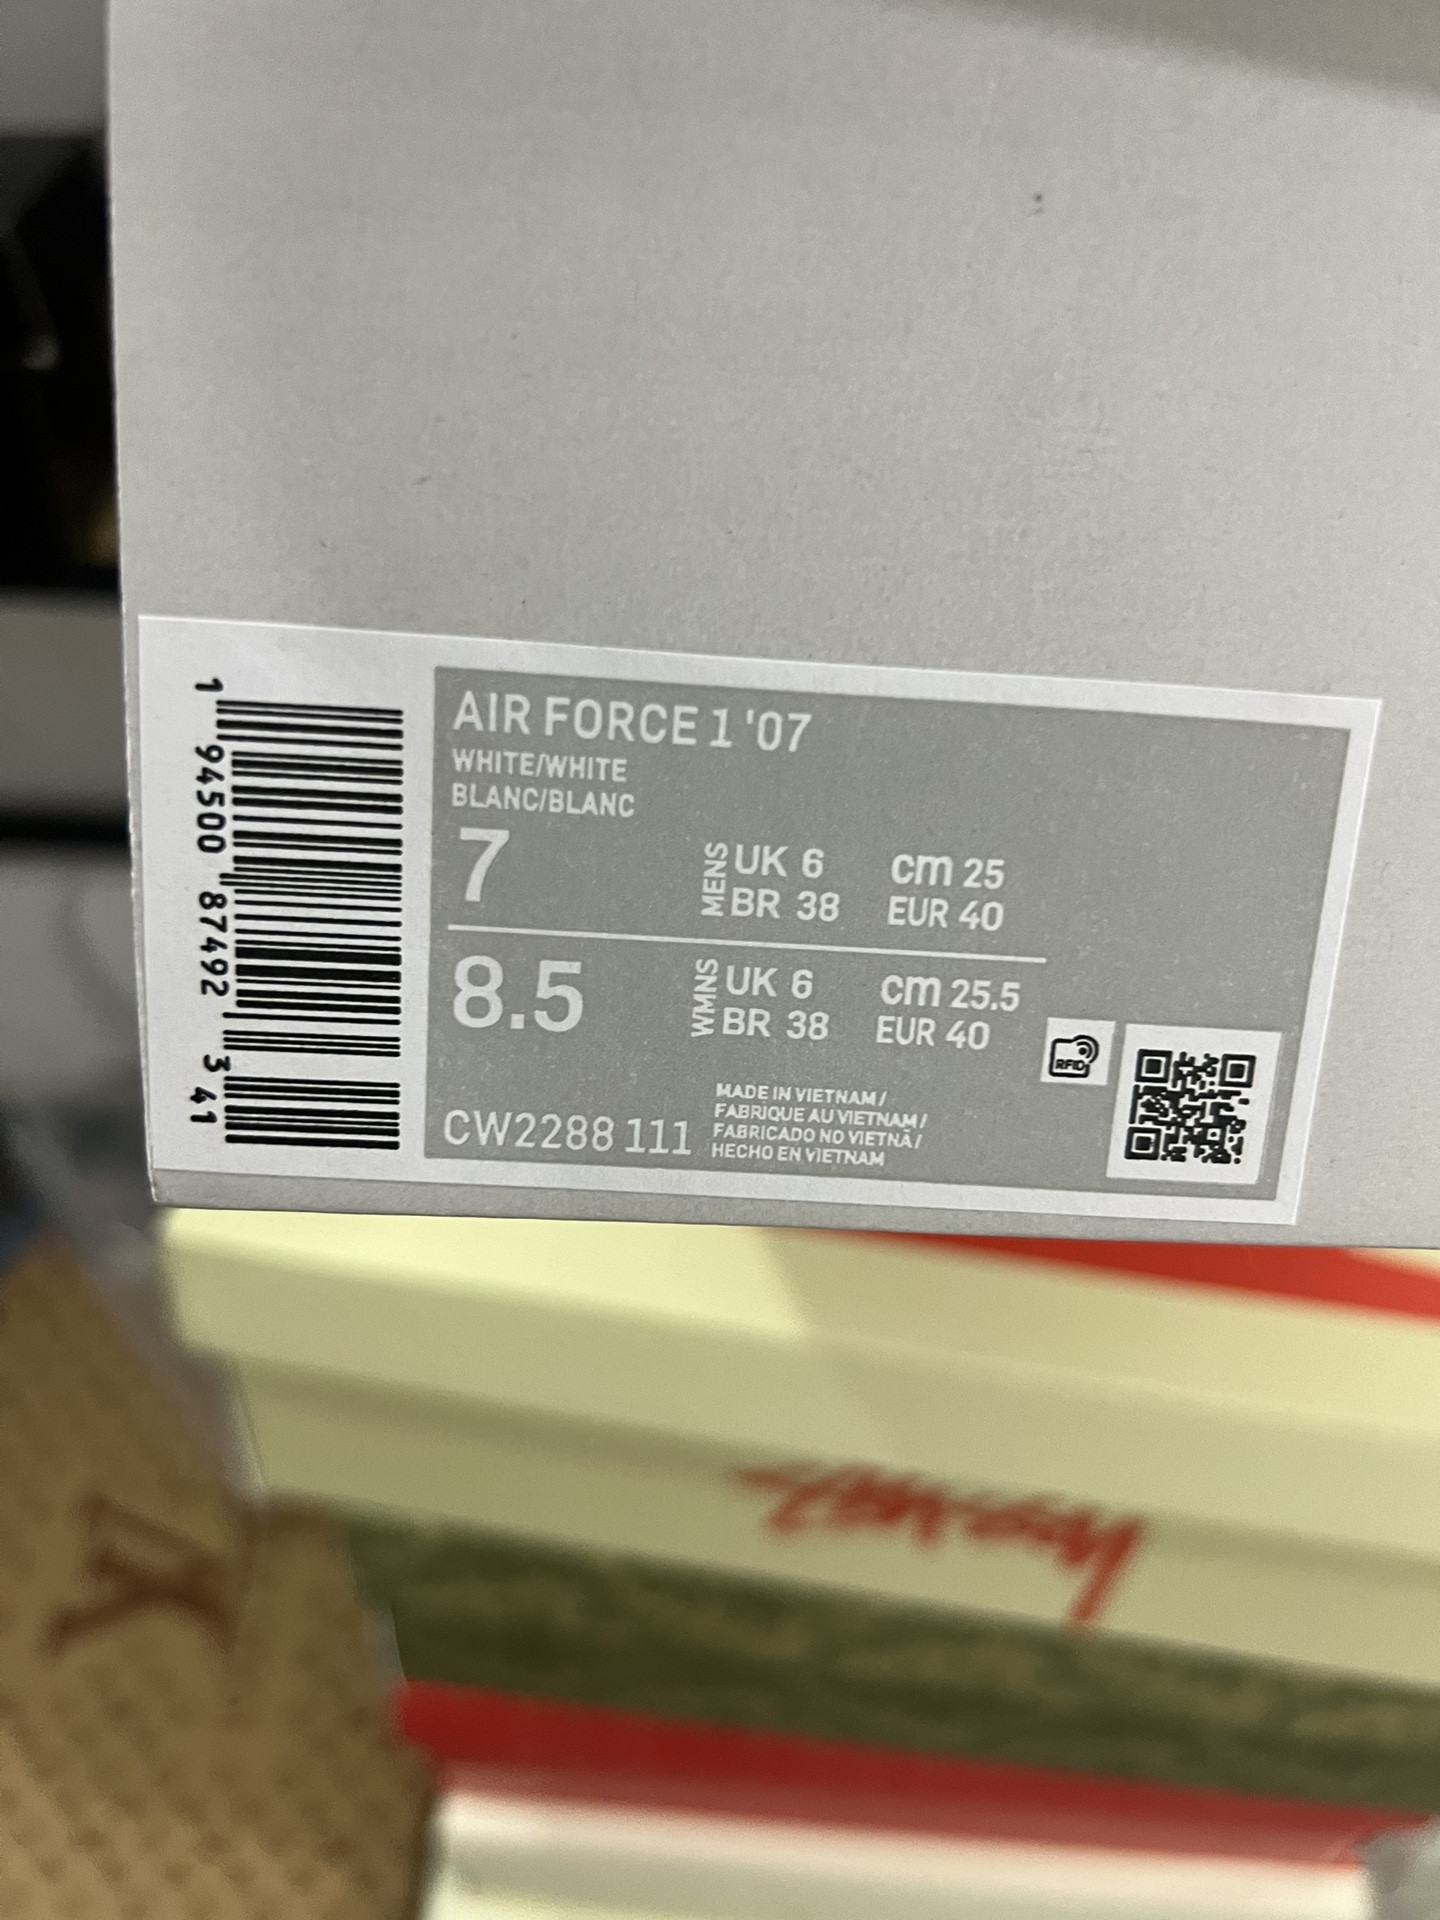 AIR FORCE 1 '07
WHITE/WHITE
BLANC/BLANC
7 MENS UK 6 cm 25
BR 38 EUR 40
8.5 WMNS UK 6 cm 25.5
BR 38 EUR 40
RFID
CW2288 111
MADE IN VIETNAM/
FABRIQUE AU VIETNAM/
FABRICADO NO VIETNÃ/
HECHO EN VIETNAM
1 94500 87492 3 41